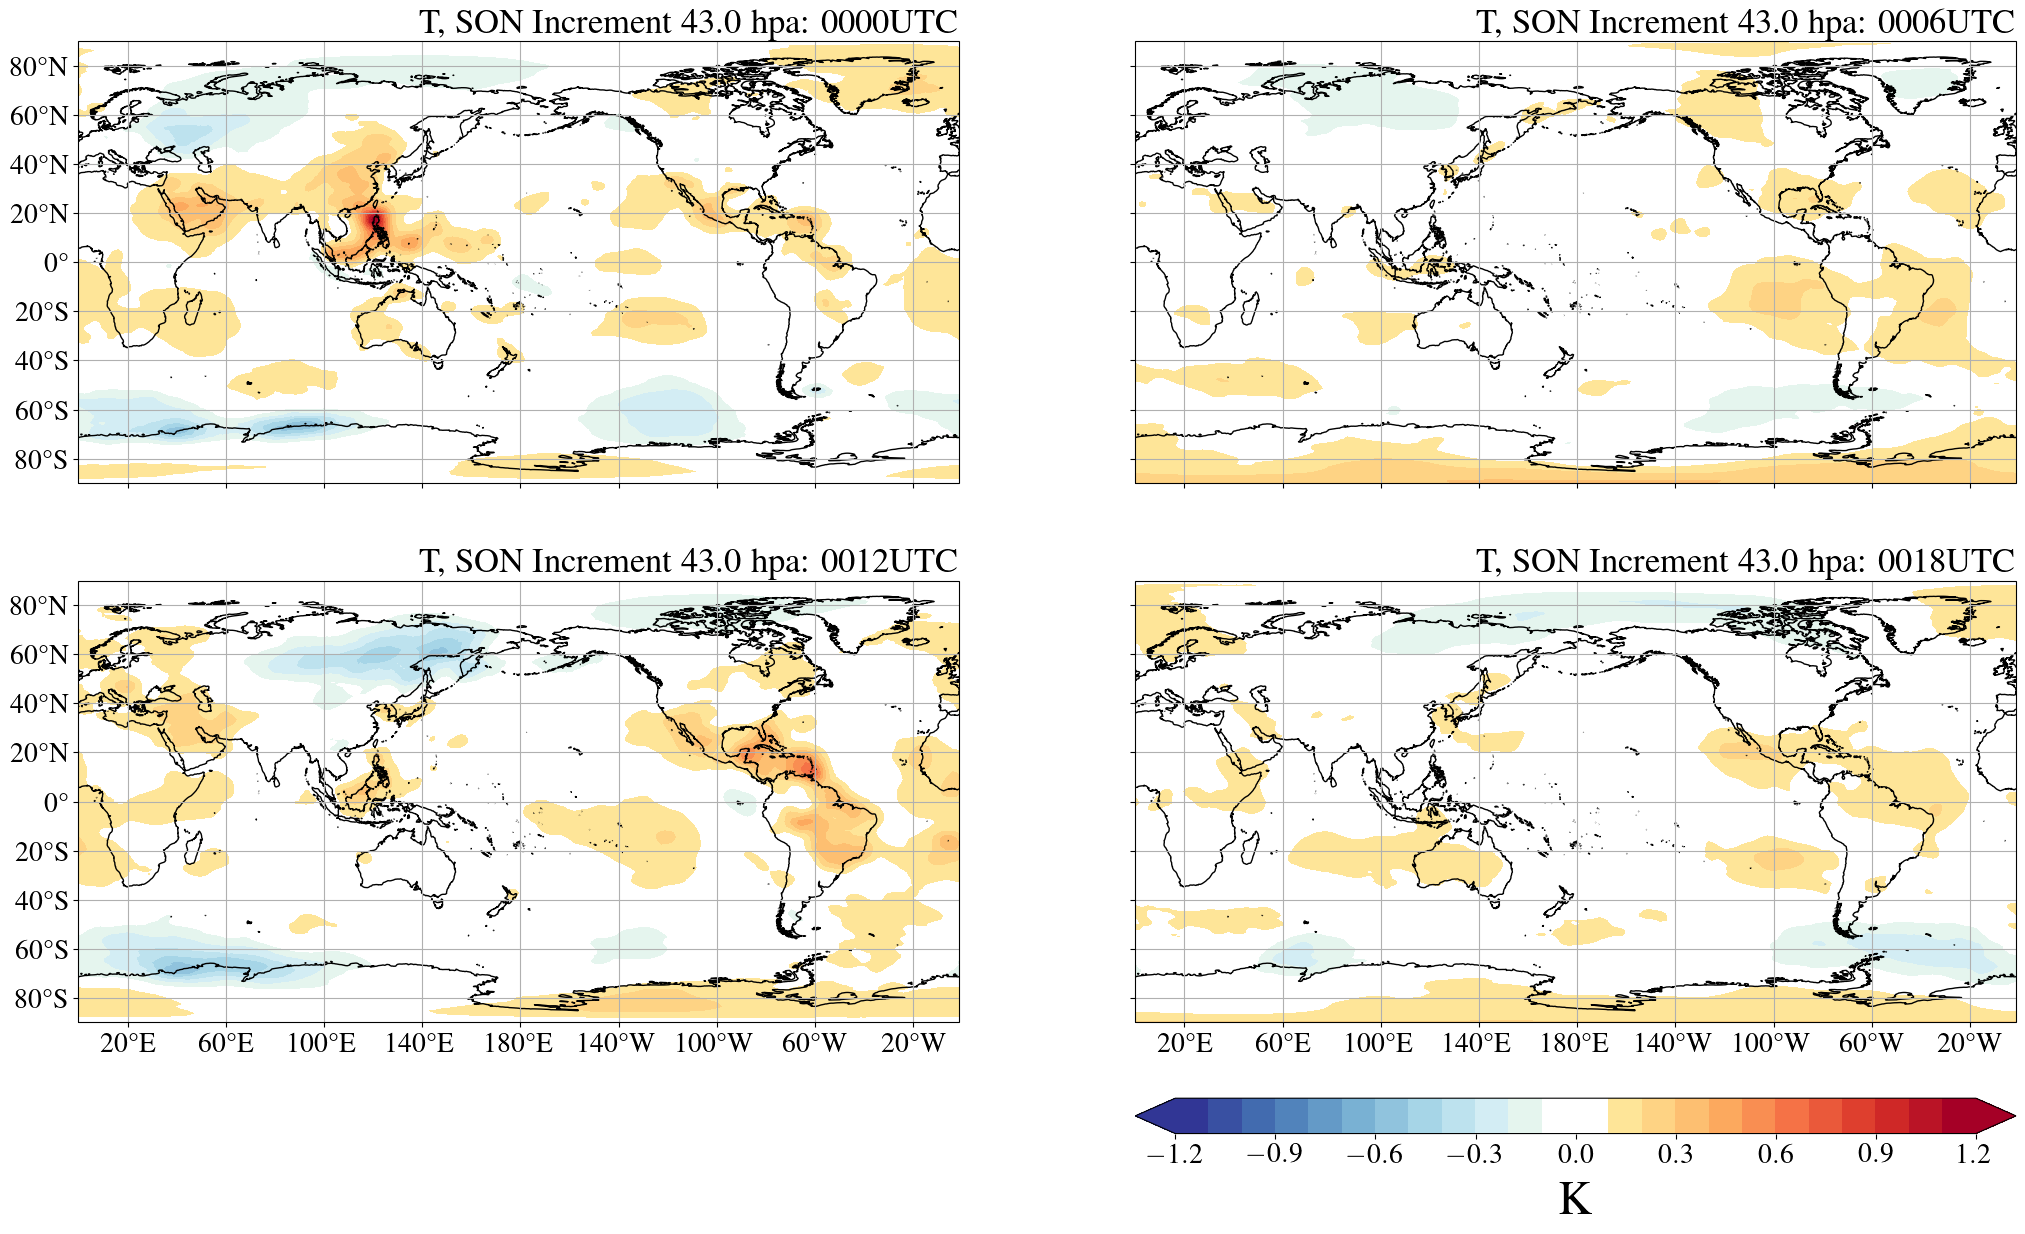 T, SON Increment 43.0 hpa: 0000UTC
T, SON Increment 43.0 hpa: 0006UTC
80°N
60°N
40°N
20°N
0°
20°S
40°S
60°S
80°S
T, SON Increment 43.0 hpa: 0012UTC
T, SON Increment 43.0 hpa: 0018UTC
80°N
60°N
40°N
20°N
0°
20°S
40°S
60°S
80°S
20°E 60°E 100°E 140°E 180°E 140°W 100°W 60°W 20°W
20°E 60°E 100°E 140°E 180°E 140°W 100°W 60°W 20°W
−1.2 −0.9 −0.6 −0.3 0.0 0.3 0.6 0.9 1.2
K